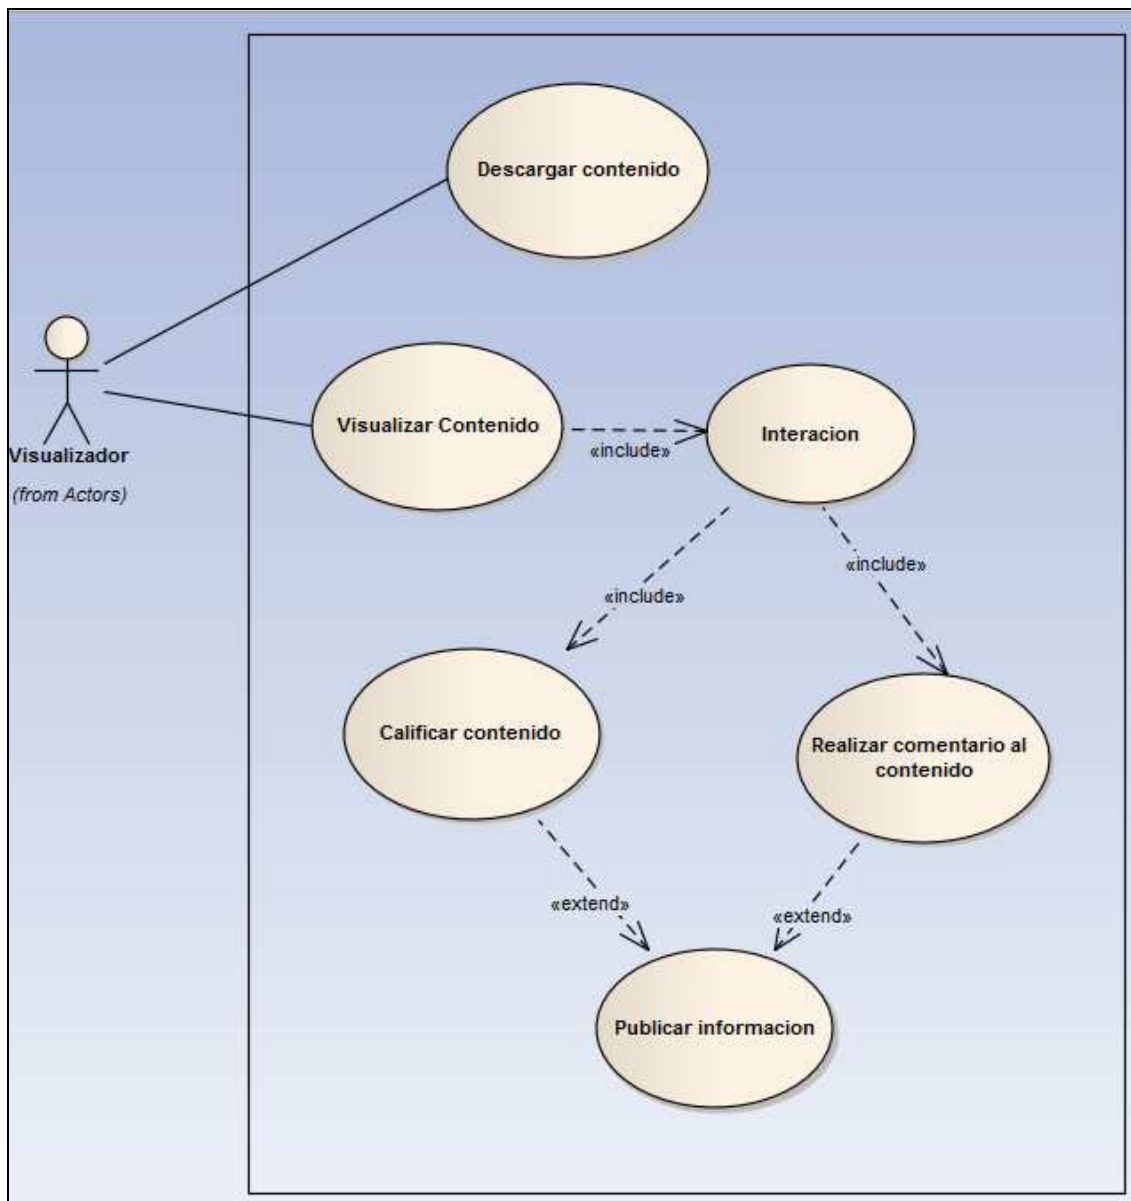 Descargar contenido
Visualizador
(from Actors)
Visualizar Contenido
«include»
Interacion
«include»
«include»
Calificar contenido
Realizar comentario al
contenido
«extend»
«extend»
Publicar informacion